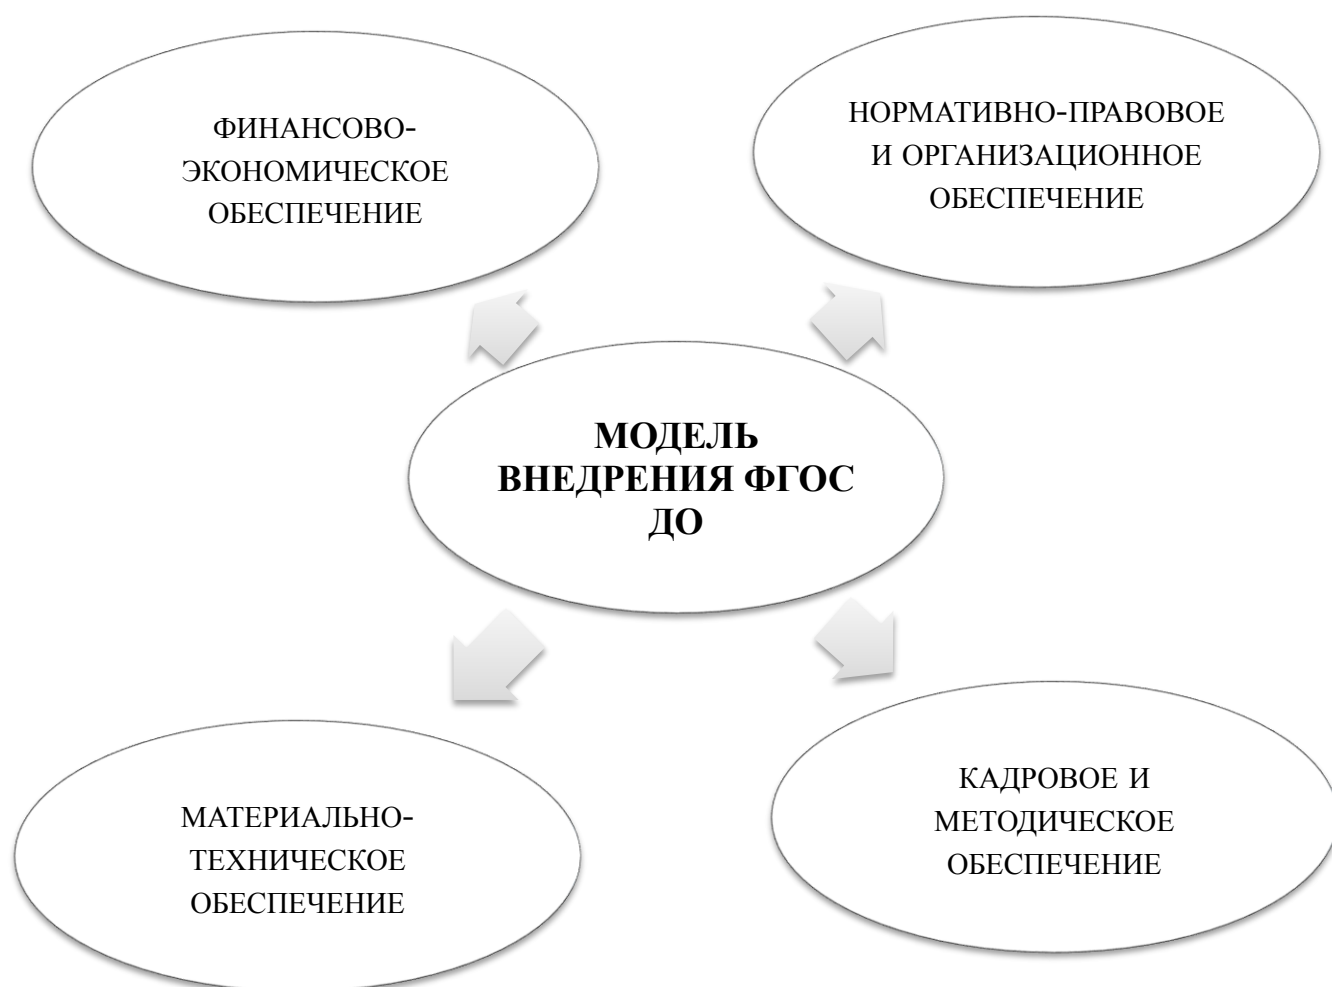 ФИНАНСОВО-
ЭКОНОМИЧЕСКОЕ
ОБЕСПЕЧЕНИЕ
НОРМАТИВНО-ПРАВОВОЕ
И ОРГАНИЗАЦИОННОЕ
ОБЕСПЕЧЕНИЕ
МОДЕЛЬ
ВНЕДРЕНИЯ ФГОС
ДО
МАТЕРИАЛЬНО-
ТЕХНИЧЕСКОЕ
ОБЕСПЕЧЕНИЕ
КАДРОВОЕ И
МЕТОДИЧЕСКОЕ
ОБЕСПЕЧЕНИЕ